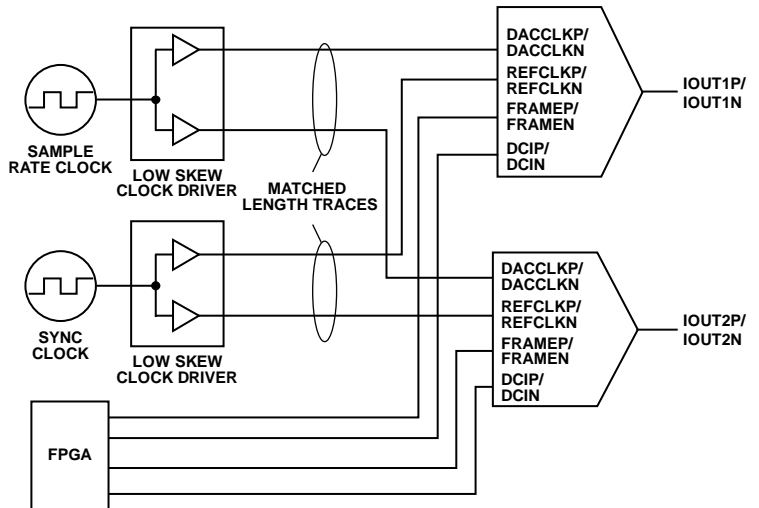 SAMPLE
RATE CLOCK
LOW SKEW
CLOCK DRIVER
MATCHED
LENGTH TRACES
DACCLKP/
DACCLKN
REFCLKP/
REFCLKN
FRAMEP/
FRAMEN
DCIP/
DCIN
IOUT1P/
IOUT1N
SYNC
CLOCK
LOW SKEW
CLOCK DRIVER
DACCLKP/
DACCLKN
REFCLKP/
REFCLKN
FRAMEP/
FRAMEN
DCIP/
DCIN
IOUT2P/
IOUT2N
FPGA